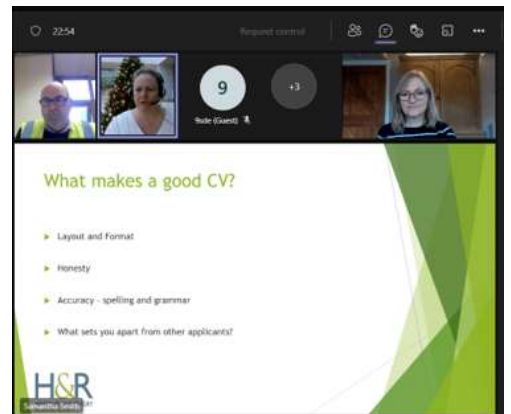 22:54
Request control
9
+3
9sde (Guest)
What makes a good CV?
Layout and Format
Honesty
Accuracy - spelling and grammar
What sets you apart from other applicants?
H&R
Samantha Smith